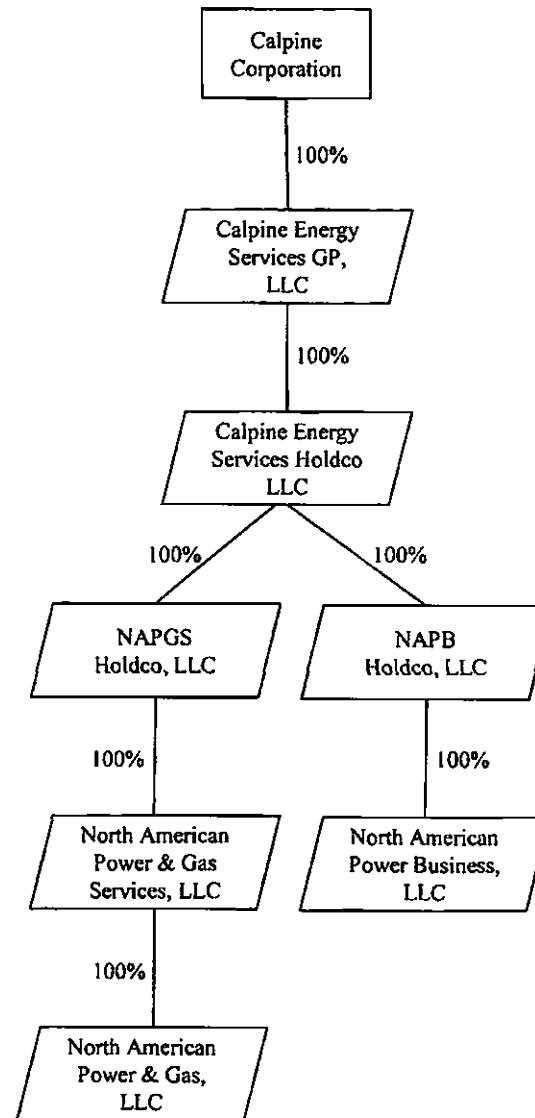 Calpine
Corporation
100%
Calpine Energy
Services GP,
LLC
100%
Calpine Energy
Services Holdco
LLC
100%
100%
NAPGS
Holdco, LLC
NAPB
Holdco, LLC
100%
100%
North American
Power & Gas
Services, LLC
North American
Power Business,
LLC
100%
North American
Power & Gas,
LLC